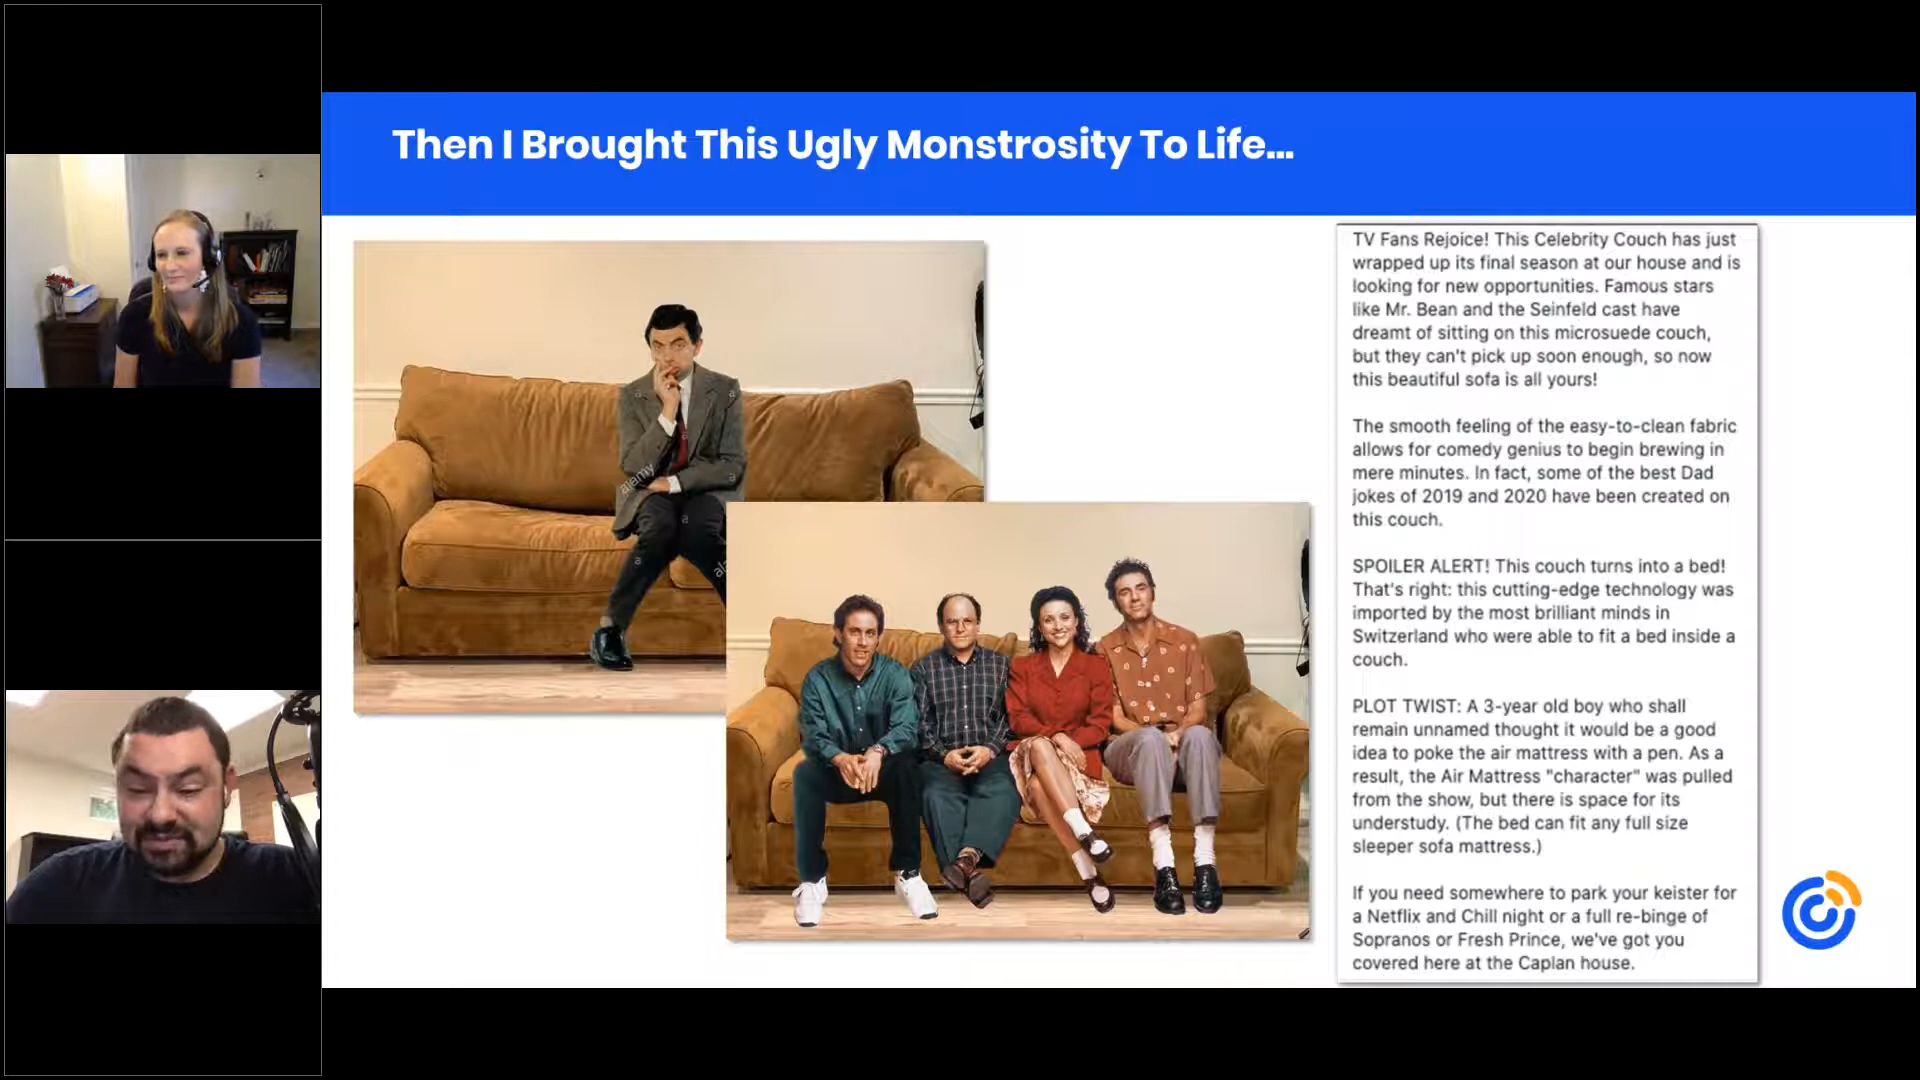 Then I Brought This Ugly Monstrosity To Life...
alamy
a
a
a
a
a
TV Fans Rejoice! This Celebrity Couch has just
wrapped up its final season at our house and is
looking for new opportunities. Famous stars
like Mr. Bean and the Seinfeld cast have
dreamt of sitting on this microsuede couch,
but they can't pick up soon enough, so now
this beautiful sofa is all yours!
The smooth feeling of the easy-to-clean fabric
allows for comedy genius to begin brewing in
mere minutes. In fact, some of the best Dad
jokes of 2019 and 2020 have been created on
this couch.
SPOILER ALERT! This couch turns into a bed!
That's right: this cutting-edge technology was
imported by the most brilliant minds in
Switzerland who were able to fit a bed inside a
couch.
PLOT TWIST: A 3-year old boy who shall
remain unnamed thought it would be a good
idea to poke the air mattress with a pen. As a
result, the Air Mattress "character" was pulled
from the show, but there is space for its
understudy. (The bed can fit any full size
sleeper sofa mattress.)
If you need somewhere to park your keister for
a Netflix and Chill night or a full re-binge of
Sopranos or Fresh Prince, we've got you
covered here at the Caplan house.